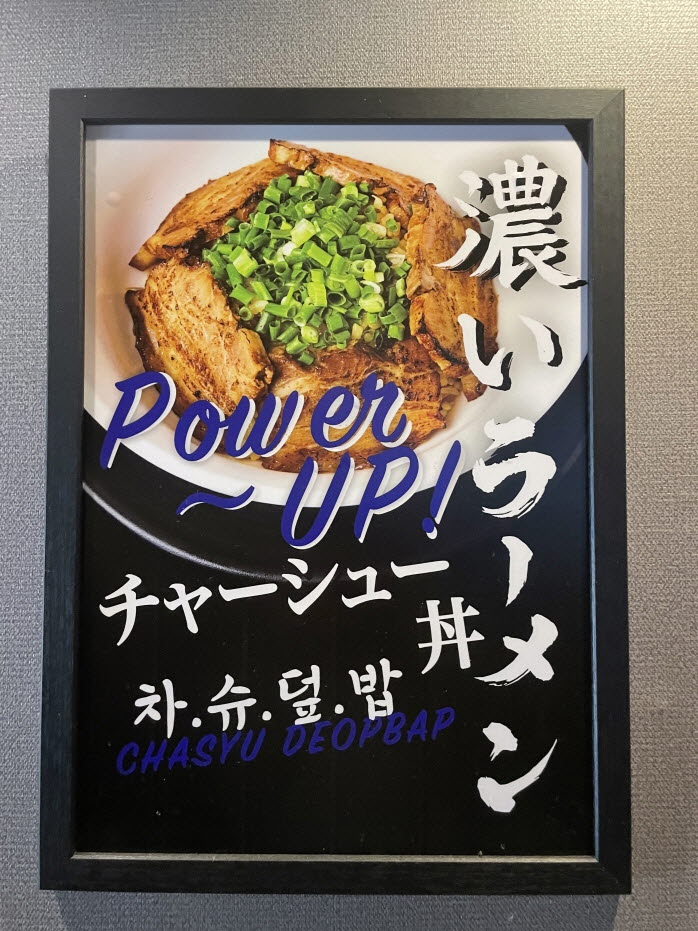 濃いラーメン
Power
~ UP!
チャーシュー
丼
차.슈.덮.밥
CHASYU DEOPBAP